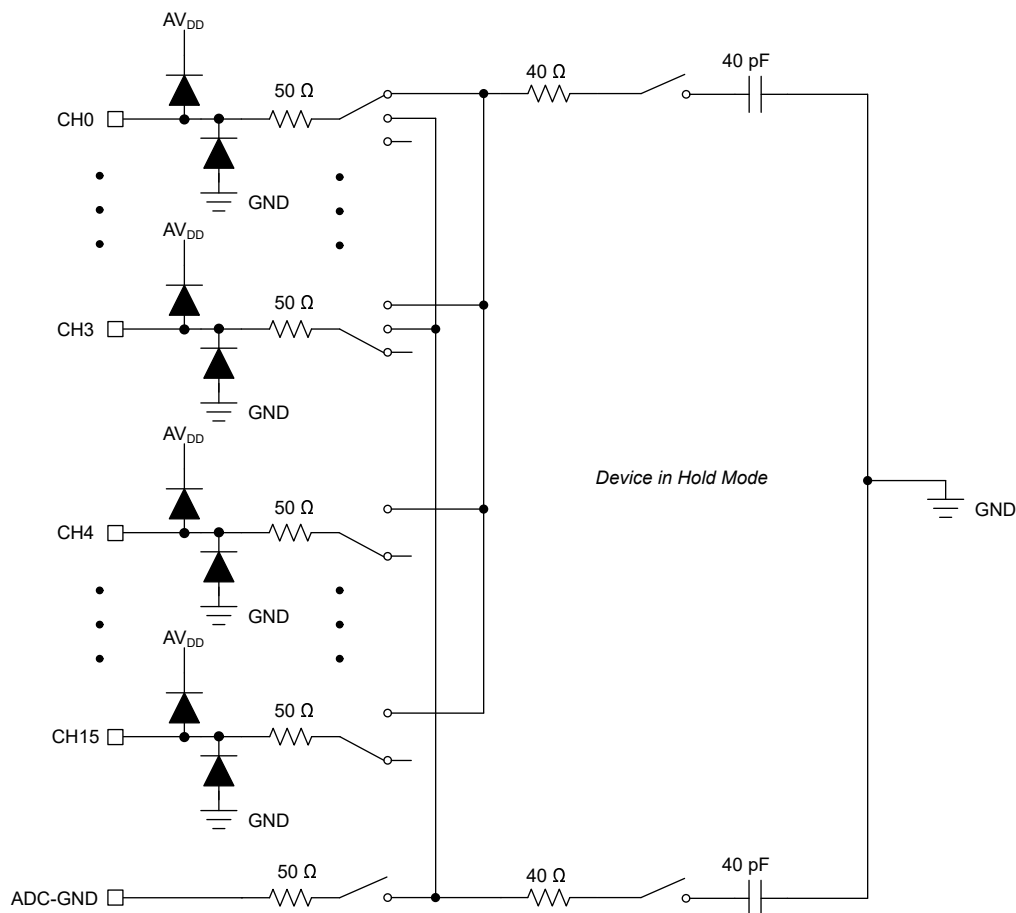 AVDD
50 Ω
40 Ω
40 pF
CH0
GND
AVDD
50 Ω
CH3
GND
AVDD
50 Ω
Device in Hold Mode
GND
CH4
GND
AVDD
50 Ω
CH15
GND
50 Ω
40 Ω
40 pF
ADC-GND